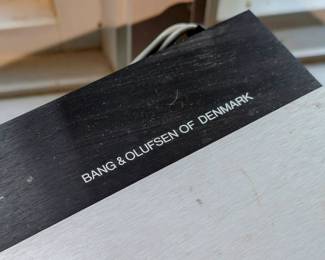 BANG & OLUFSEN OF DENMARK